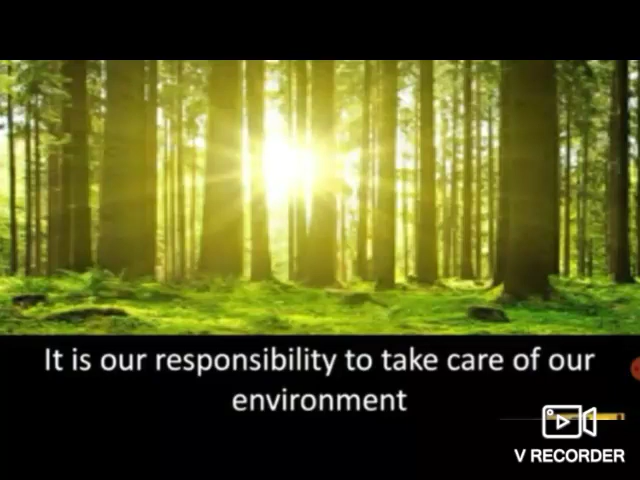 It is our responsibility to take care of our
environment
V RECORDER